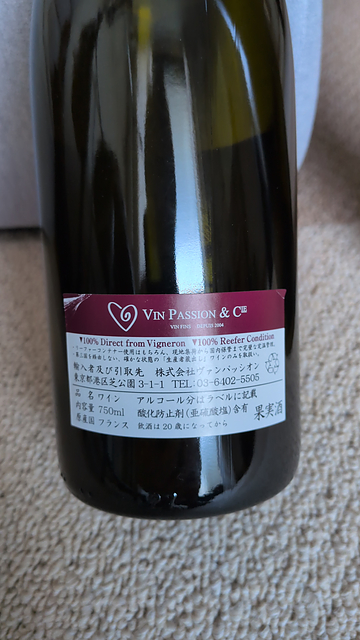 VIN PASSION & Cie
VIN FINE DEPUIS 2004
▼100% Direct from Vigneron ▼100% Reefer Condition
輸入者及び引取先 株式会社ヴァンパッシオン
東京都港区芝公園3-1-1 TEL:03-6402-5505
品 名 ワイン アルコール分はラベルに記載
内容量 750ml 酸化防止剤(亜硫酸塩)含有 果実酒
原産国 フランス 飲酒は20歳になってから